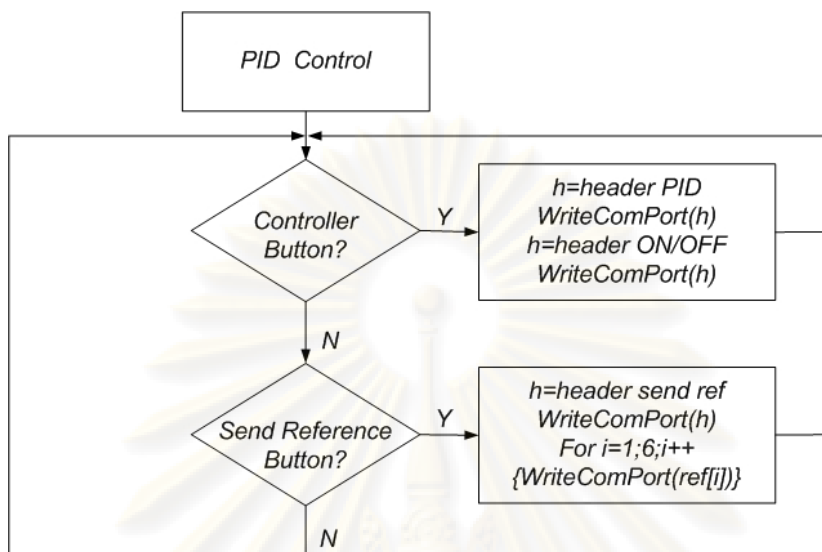 PID Control
Controller
Button?
Y
h=header PID
WriteComPort(h)
h=header ON/OFF
WriteComPort(h)
N
Send Reference
Button?
Y
h=header send ref
WriteComPort(h)
For i=1;6;i++
{WriteComPort(ref[i])}
N